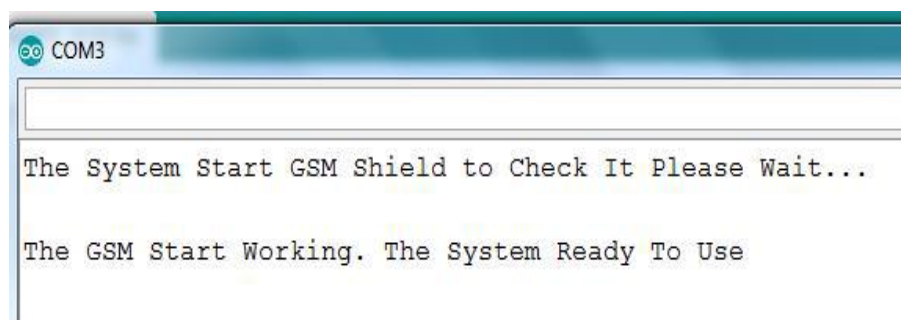 COM3
The System Start GSM Shield to Check It Please Wait...
The GSM Start Working. The System Ready To Use